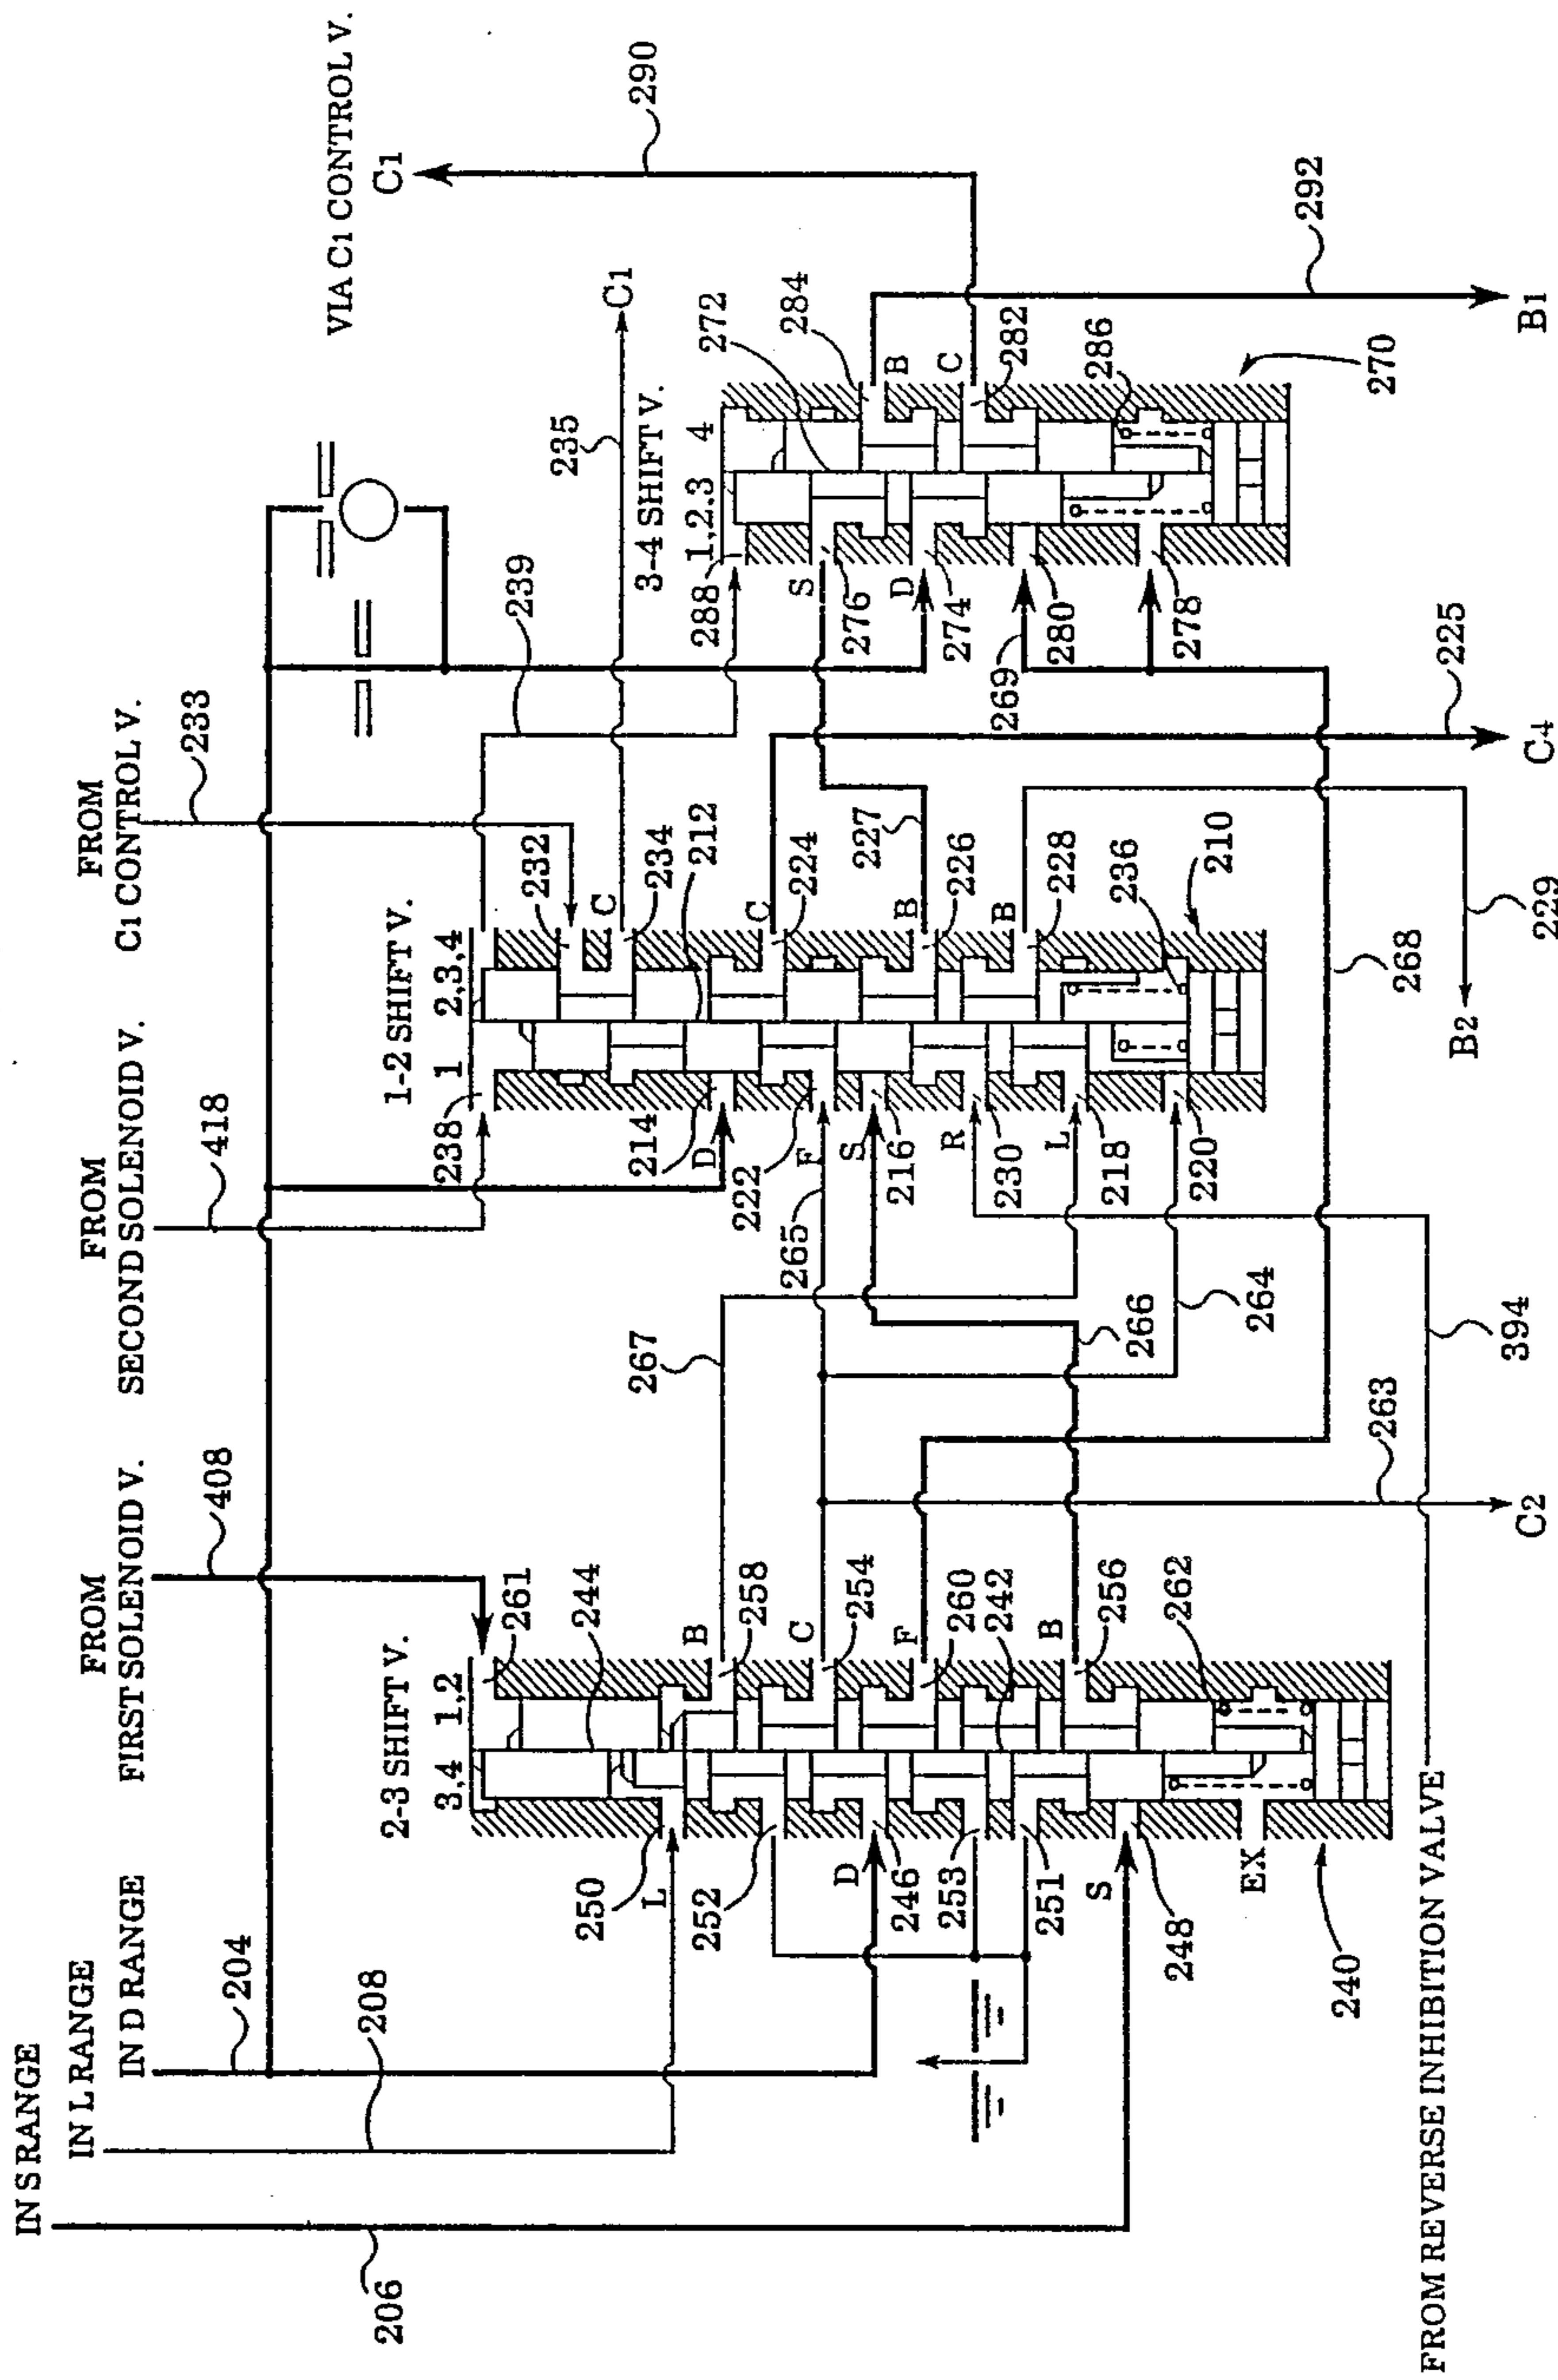 IN S RANGE
IN L RANGE
IN D RANGE
204
208
206
FROM
FIRST SOLENOID V.
408
FROM
SECOND SOLENOID V.
418
FROM
C1 CONTROL V.
233
VIA C1 CONTROL V.
C1
290
2-3 SHIFT V.
3,4
1,2
261
244
250
L
252
D
246
253
251
S
248
EX
240
B
258
C
254
F
260
242
B
256
262
267
265
266
264
263
C2
394
FROM REVERSE INHIBITION VALVE
1-2 SHIFT V.
1
2,3,4
238
214
D
222
F
S
216
R
230
L
218
220
232
C
234
212
C
224
227
B
226
B
228
236
210
229
B2
268
239
235
C1
3-4 SHIFT V.
1,2,3
4
288
S
276
D
274
269
280
278
225
C4
272
284
B
C
282
286
270
292
B1